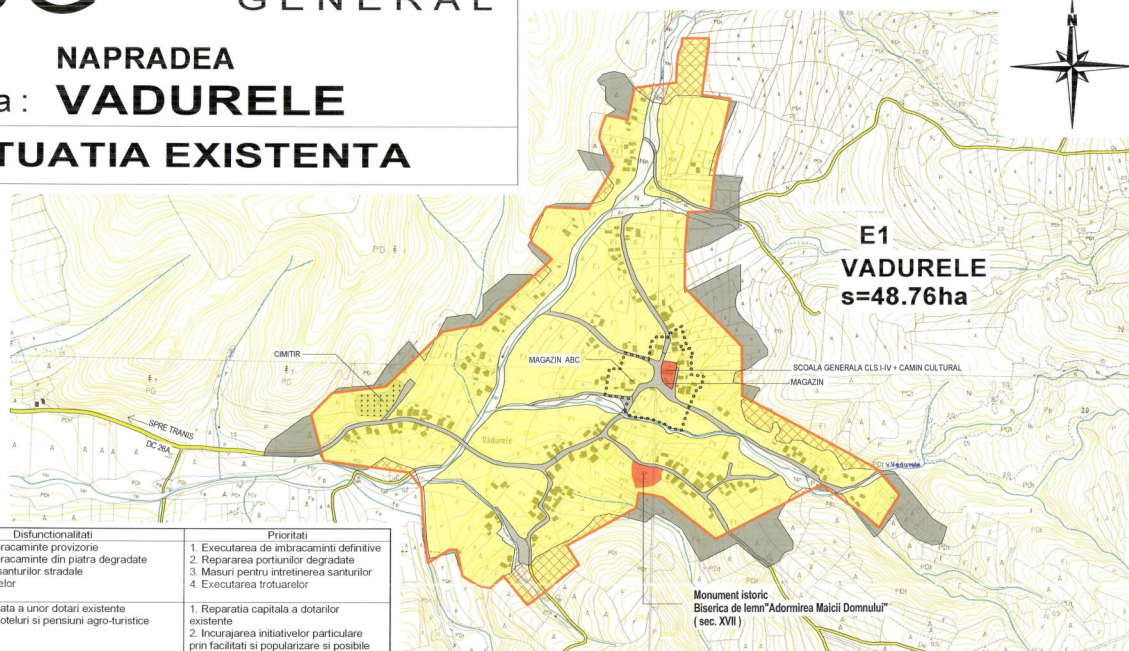 GENERAL
NAPRADEA
a : VADURELE
TUATIA EXISTENTA
N
E1
VADURELE
s=48.76ha
CIMITIR
MAGAZIN ABC
SCOALA GENERALA CLS.I-IV + CAMIN CULTURAL
MAGAZIN
SPRE TRANIS
DC 26A
Vădurele
v.Vadurele
Monument istoric
Biserica de lemn"Adormirea Maicii Domnului"
( sec. XVII )
Disfunctionalitati
racaminte provizorie
racaminte din piatra degradate
santurilor stradale
elor
ata a unor dotari existente
oteluri si pensiuni agro-turistice
Prioritati
1. Executarea de imbracaminti definitive
2. Repararea portiunilor degradate
3. Masuri pentru intretinerea santurilor
4. Executarea trotuarelor
1. Reparatia capitala a dotarilor
existente
2. Incurajarea initiativelor particulare
prin facilitati si popularizare si posibile